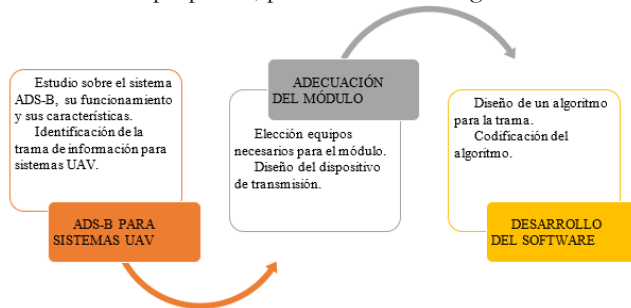 Estudio sobre el sistema
ADS-B, su funcionamiento
y sus características.
Identificación de la
trama de información para
sistemas UAV.
ADS-B PARA
SISTEMAS UAV
ADECUACIÓN
DEL MÓDULO
Elección equipos
necesarios para el módulo.
Diseño del dispositivo
de transmisión.
Diseño de un algoritmo
para la trama.
Codificación del
algoritmo.
DESARROLLO
DEL SOFTWARE